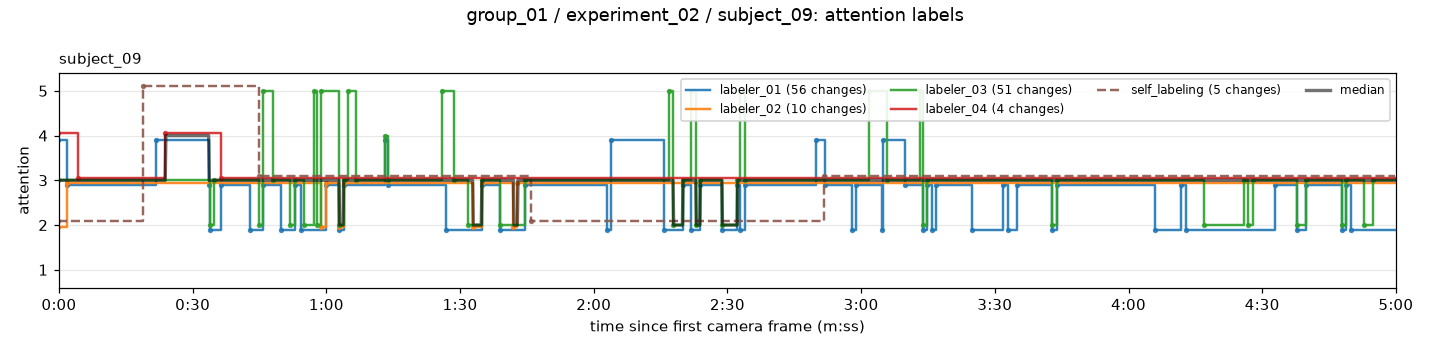 group_01 / experiment_02 / subject_09: attention labels
subject_09
labeler_01 (56 changes)
labeler_02 (10 changes)
labeler_03 (51 changes)
labeler_04 (4 changes)
self_labeling (5 changes)
median
attention
5
4
3
2
1
0:00 0:30 1:00 1:30 2:00 2:30 3:00 3:30 4:00 4:30 5:00
time since first camera frame (m:ss)